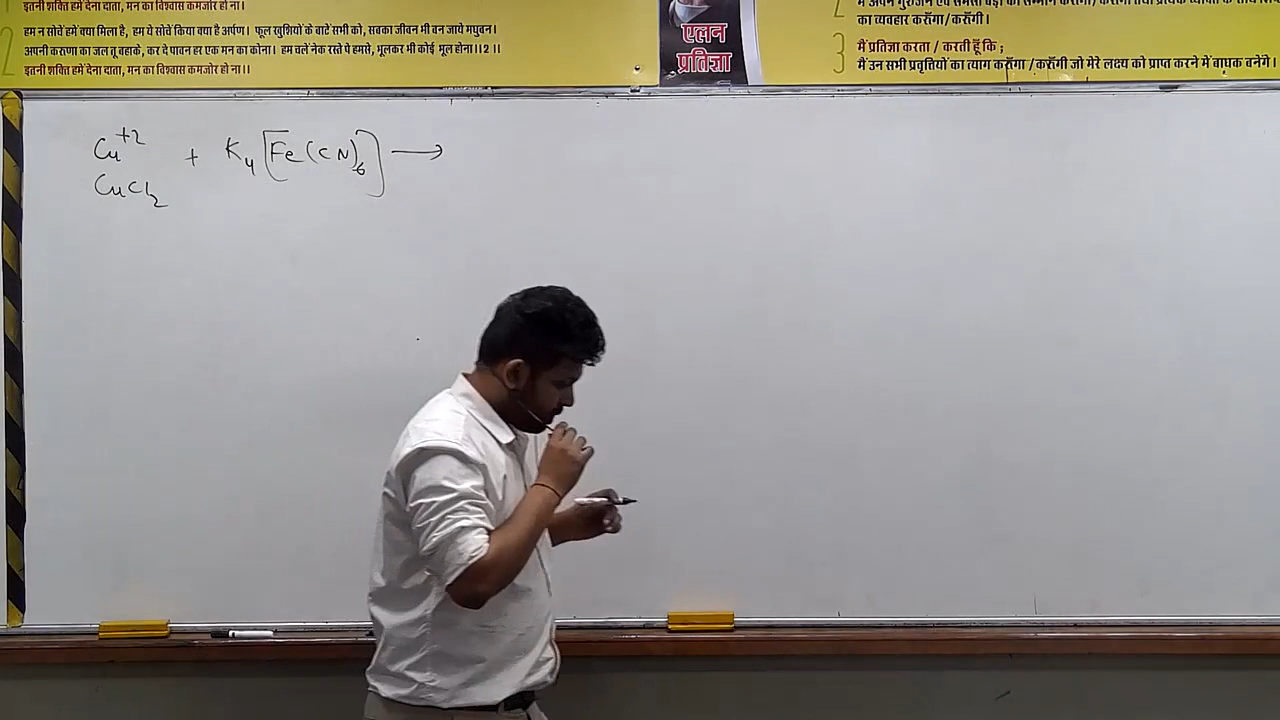 इतनी शक्ति हमें देना दाता, मन का विश्वास कमजोर हो ना।
हम न सोचें हमें क्या मिला है, हम ये सोचें किया क्या है अर्पण। फूल खुशियों के बाटें सभी को, सबका जीवन भी बन जाये मधुबन।
2 अपनी करुणा का जल तू बहाके, कर दे पावन हर एक मन का कोना। हम चलें नेक रस्ते पे हमसे, भूलकर भी कोई भूल होना।।2।।
इतनी शक्ति हमें देना दाता, मन का विश्वास कमजोर हो ना।।
एलन
प्रतिज्ञा
2
का व्यवहार करूँगा/करूँगी।
3 मैं प्रतिज्ञा करता / करती हूँ कि ;
मैं उन सभी प्रवृत्तियों का त्याग करूँगा /करूँगी जो मेरे लक्ष्य को प्राप्त करने में बाधक बनेंगे।
Cu⁺² + K₄[Fe(CN)₆] ⟶
CuCl₂